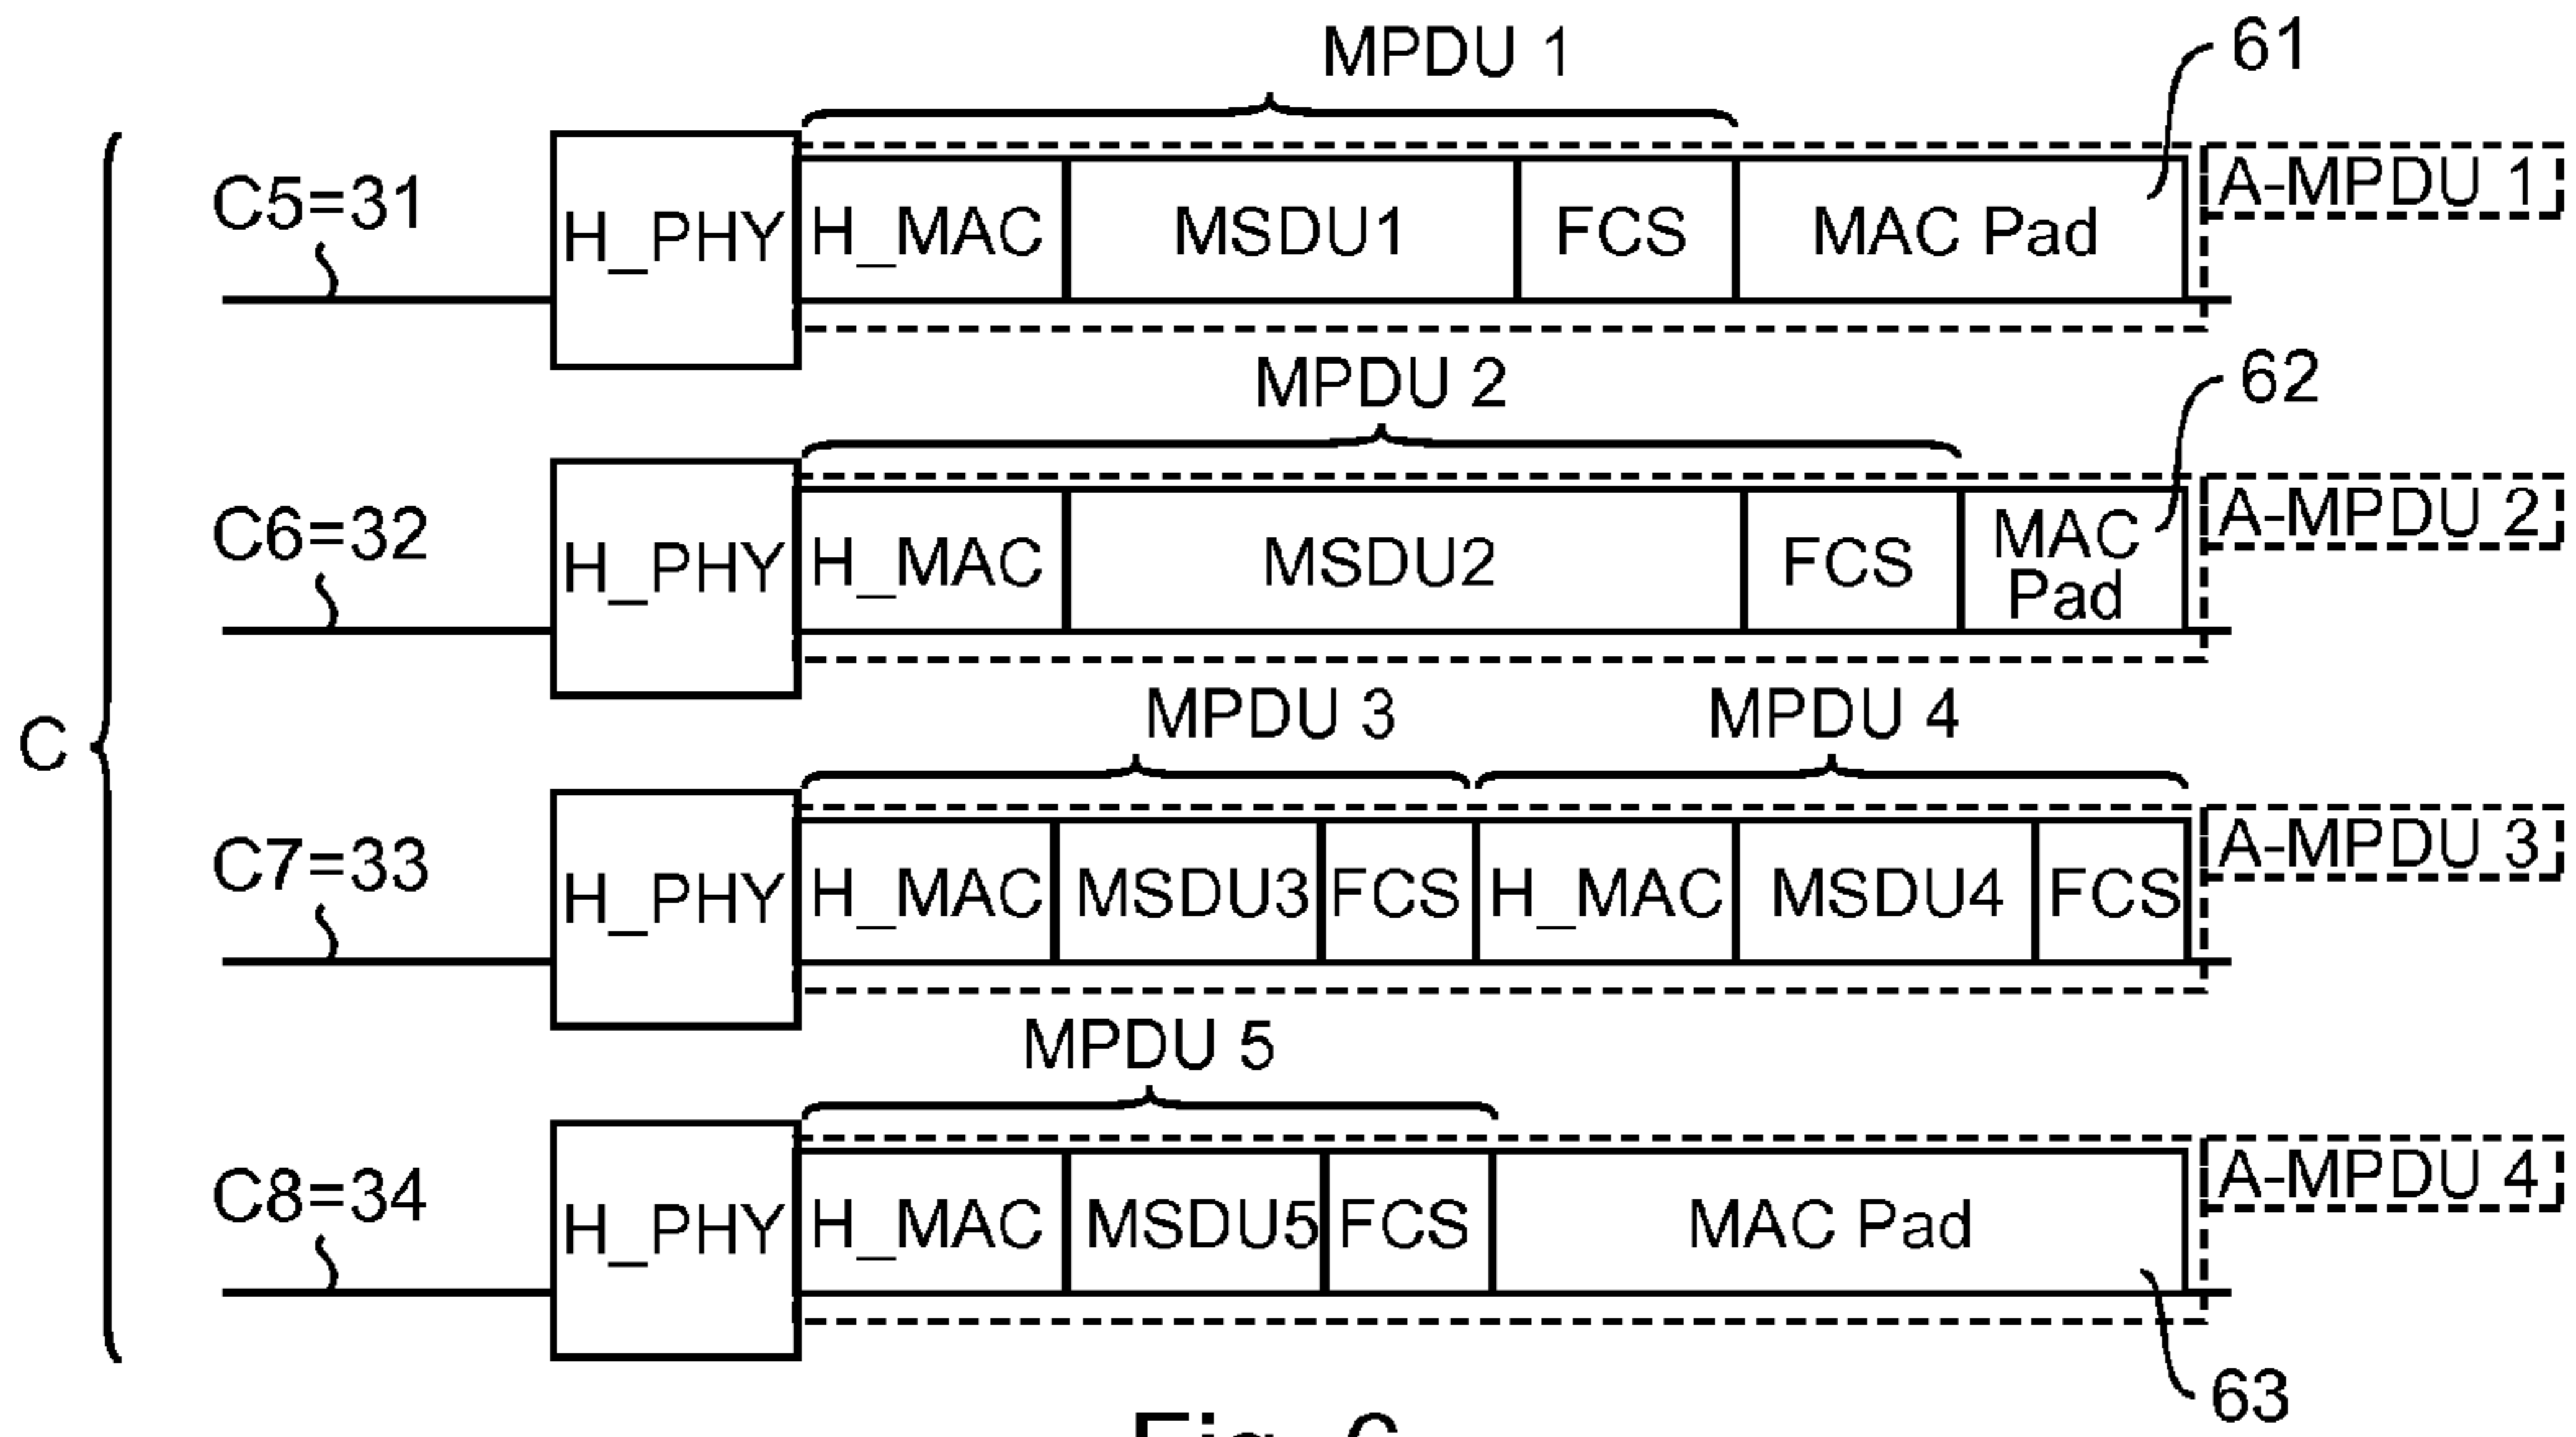 MPDU 1
61
C5=31
H_PHY
H_MAC
MSDU1
FCS
MAC Pad
A-MPDU 1
MPDU 2
62
C6=32
H_PHY
H_MAC
MSDU2
FCS
MAC
Pad
A-MPDU 2
C
MPDU 3
MPDU 4
C7=33
H_PHY
H_MAC
MSDU3
FCS
H_MAC
MSDU4
FCS
A-MPDU 3
MPDU 5
C8=34
H_PHY
H_MAC
MSDU5
FCS
MAC Pad
A-MPDU 4
63
Fig. 6